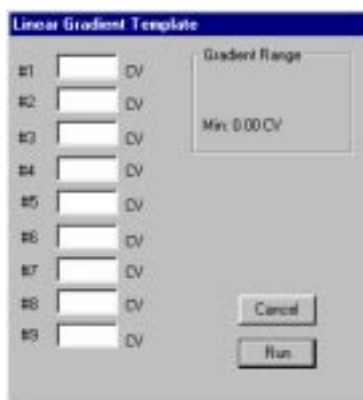 Linear Gradient Template
#1 CV
#2 CV
#3 CV
#4 CV
#5 CV
#6 CV
#7 CV
#8 CV
#9 CV
Gradient Range
Min: 0.00 CV
Cancel
Run